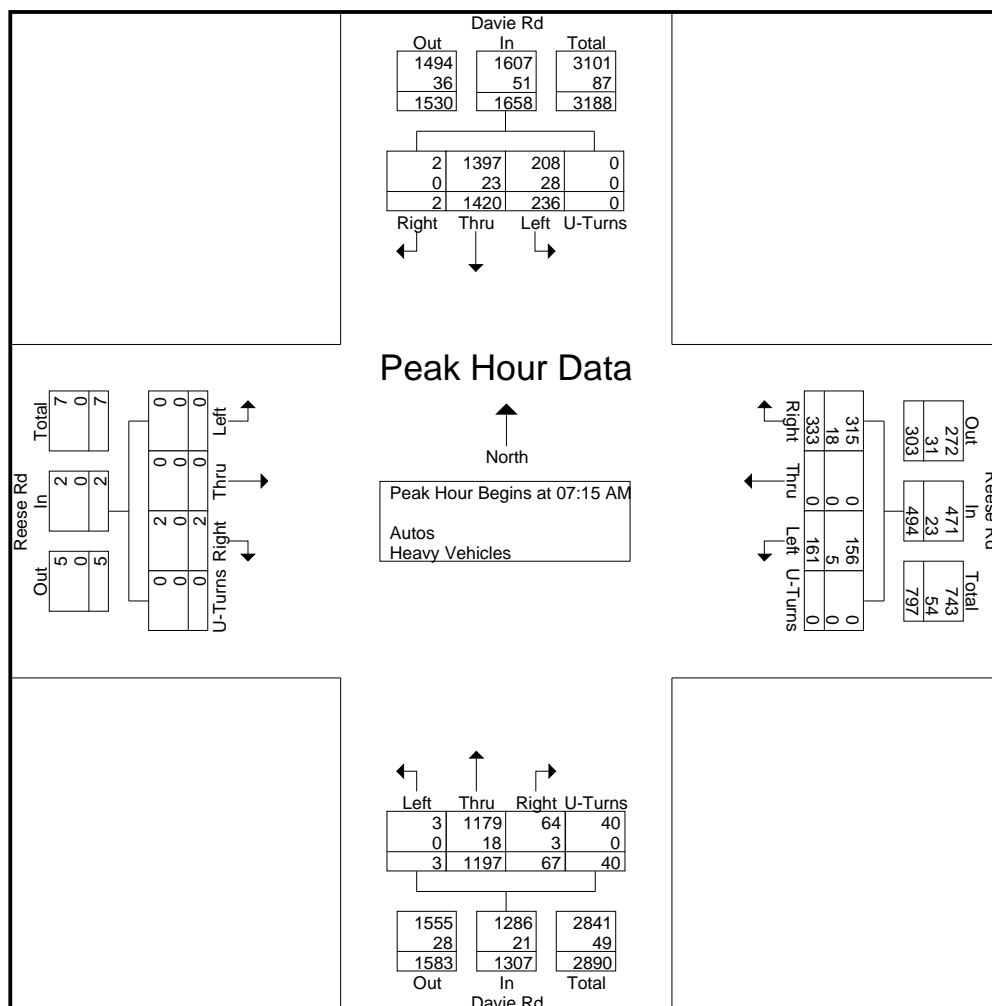 Davie Rd
Out In Total
1494 1607 3101
36 51 87
1530 1658 3188
2 1397 208 0
0 23 28 0
2 1420 236 0
Right Thru Left U-Turns
Peak Hour Data
North
Peak Hour Begins at 07:15 AM
Autos
Heavy Vehicles
Reese Rd
Out In Total
5 2 7
0 0 0
5 2 7
0 2 0 0
0 0 0 0
0 2 0 0
U-Turns Right Thru Left
Reese Rd
Out In Total
272 471 743
31 23 54
303 494 797
315 0 156 0
18 0 5 0
333 0 161 0
Right Thru Left U-Turns
Left Thru Right U-Turns
3 1179 64 40
0 18 3 0
3 1197 67 40
1555 1286 2841
28 21 49
1583 1307 2890
Out In Total
Davie Rd